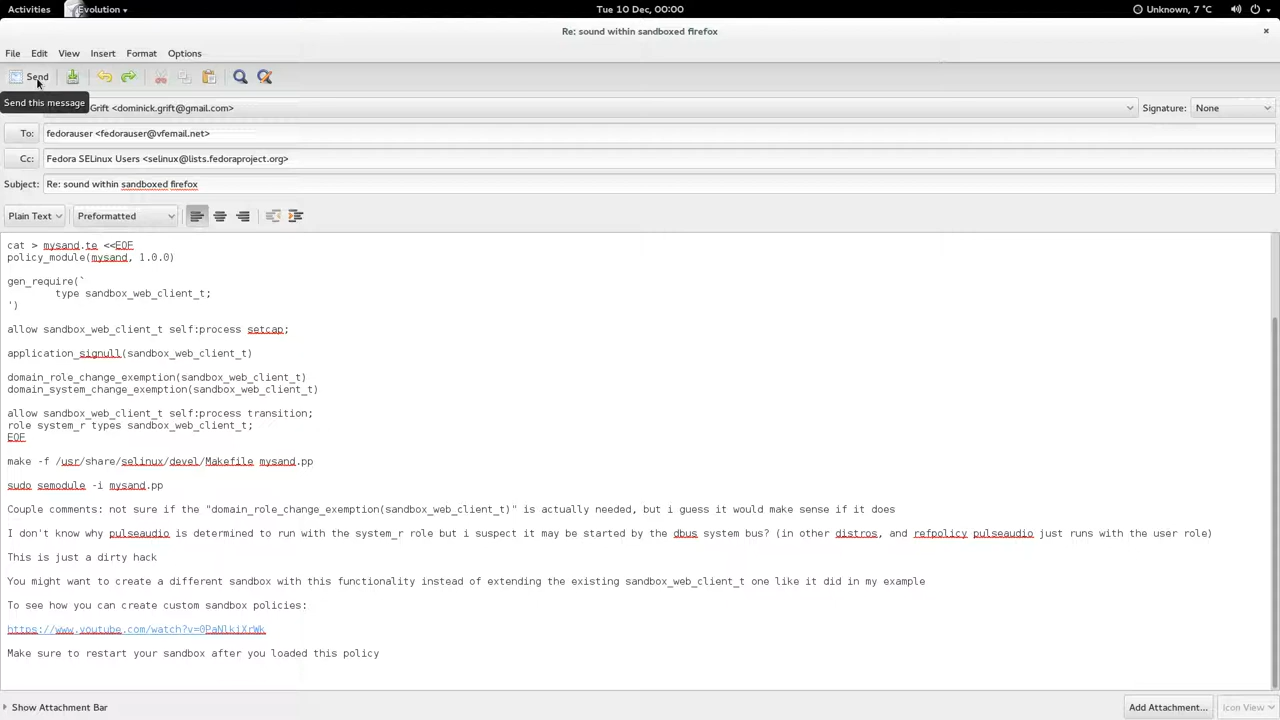 Activities Evolution Tue 10 Dec, 00:00 Unknown, 7 °C
Re: sound within sandboxed firefox
File Edit View Insert Format Options
Send
Send this message
Grift <dominick.grift@gmail.com> Signature: None
To: fedorauser <fedorauser@vfemail.net>
Cc: Fedora SELinux Users <selinux@lists.fedoraproject.org>
Subject: Re: sound within sandboxed firefox
Plain Text Preformatted
cat > mysand.te <<EOF
policy_module(mysand, 1.0.0)
gen_require(`
type sandbox_web_client_t;
')
allow sandbox_web_client_t self:process setcap;
application_signull(sandbox_web_client_t)
domain_role_change_exemption(sandbox_web_client_t)
domain_system_change_exemption(sandbox_web_client_t)
allow sandbox_web_client_t self:process transition;
role system_r types sandbox_web_client_t;
EOF
make -f /usr/share/selinux/devel/Makefile mysand.pp
sudo semodule -i mysand.pp
Couple comments: not sure if the "domain_role_change_exemption(sandbox_web_client_t)" is actually needed, but i guess it would make sense if it does
I don't know why pulseaudio is determined to run with the system_r role but i suspect it may be started by the dbus system bus? (in other distros, and refpolicy pulseaudio just runs with the user role)
This is just a dirty hack
You might want to create a different sandbox with this functionality instead of extending the existing sandbox_web_client_t one like it did in my example
To see how you can create custom sandbox policies:
https://www.youtube.com/watch?v=0PaNlkjXrWk
Make sure to restart your sandbox after you loaded this policy
Show Attachment Bar Add Attachment... Icon View